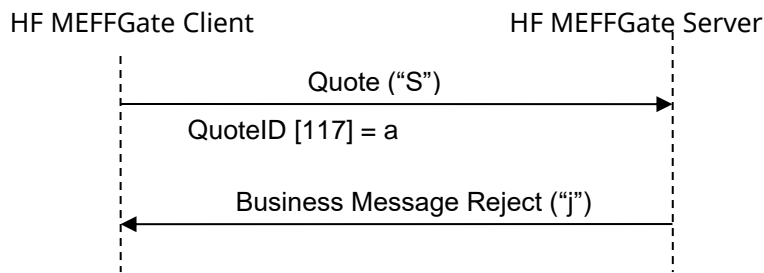 HF MEFFGate Client
HF MEFFGate Server
Quote (“S”)
QuoteID [117] = a
Business Message Reject (“j”)